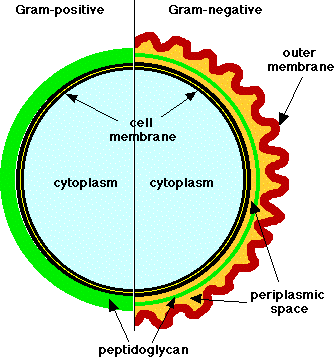 Gram-positive
Gram-negative
outer
membrane
cell
membrane
cytoplasm
cytoplasm
periplasmic
space
peptidoglycan